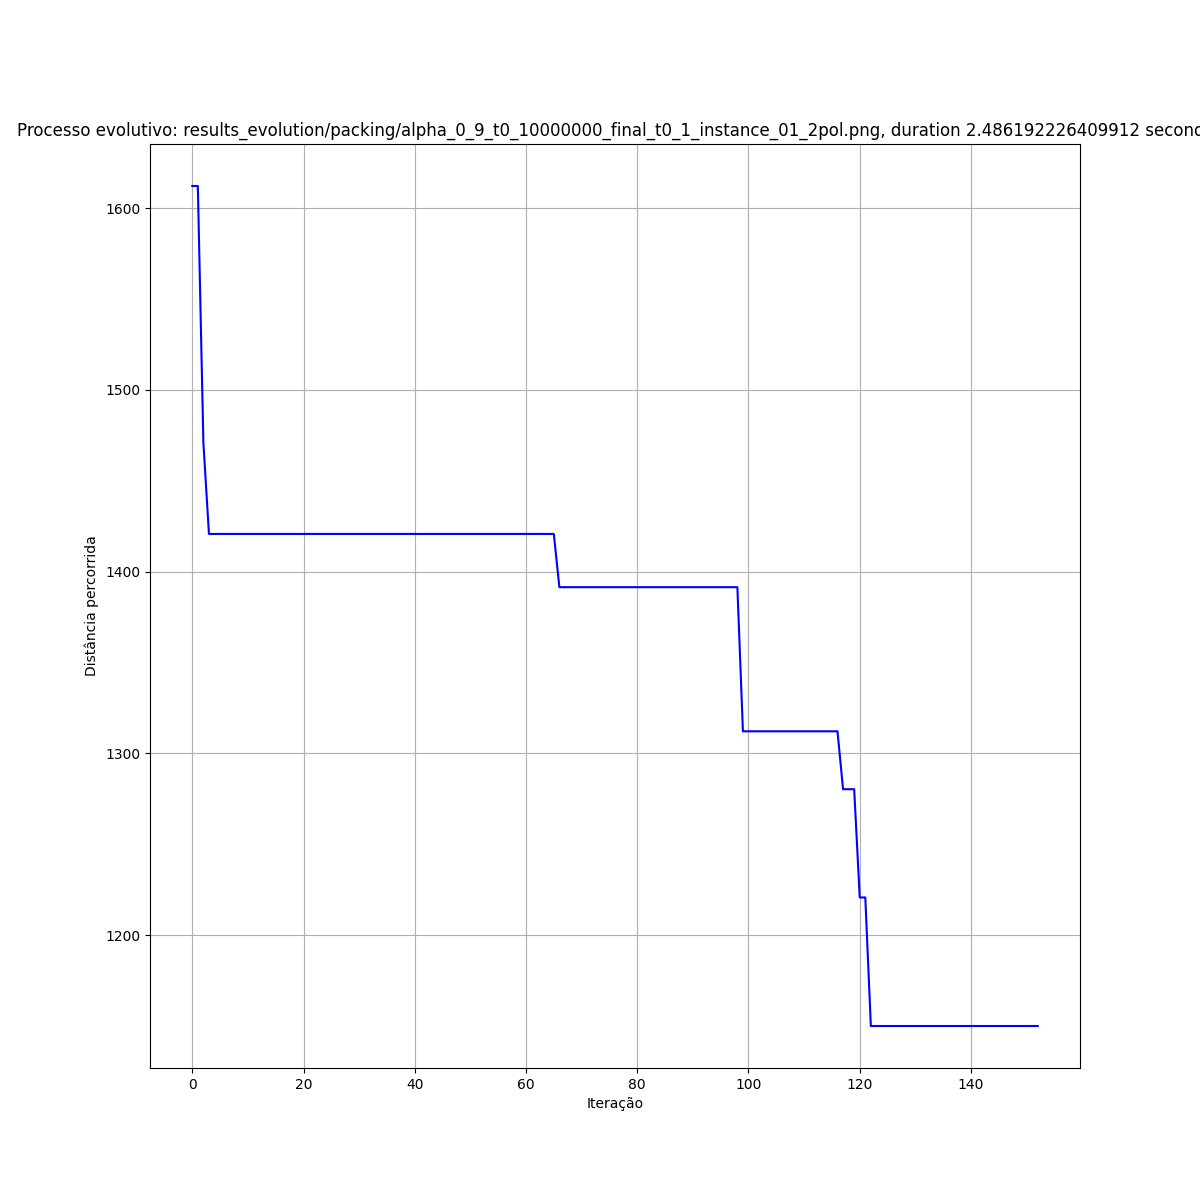 Processo evolutivo: results_evolution/packing/alpha_0_9_t0_10000000_final_t0_1_instance_01_2pol.png, duration 2.486192226409912 secon
1600
1500
1400
1300
1200
Distância percorrida
0 20 40 60 80 100 120 140
Iteração